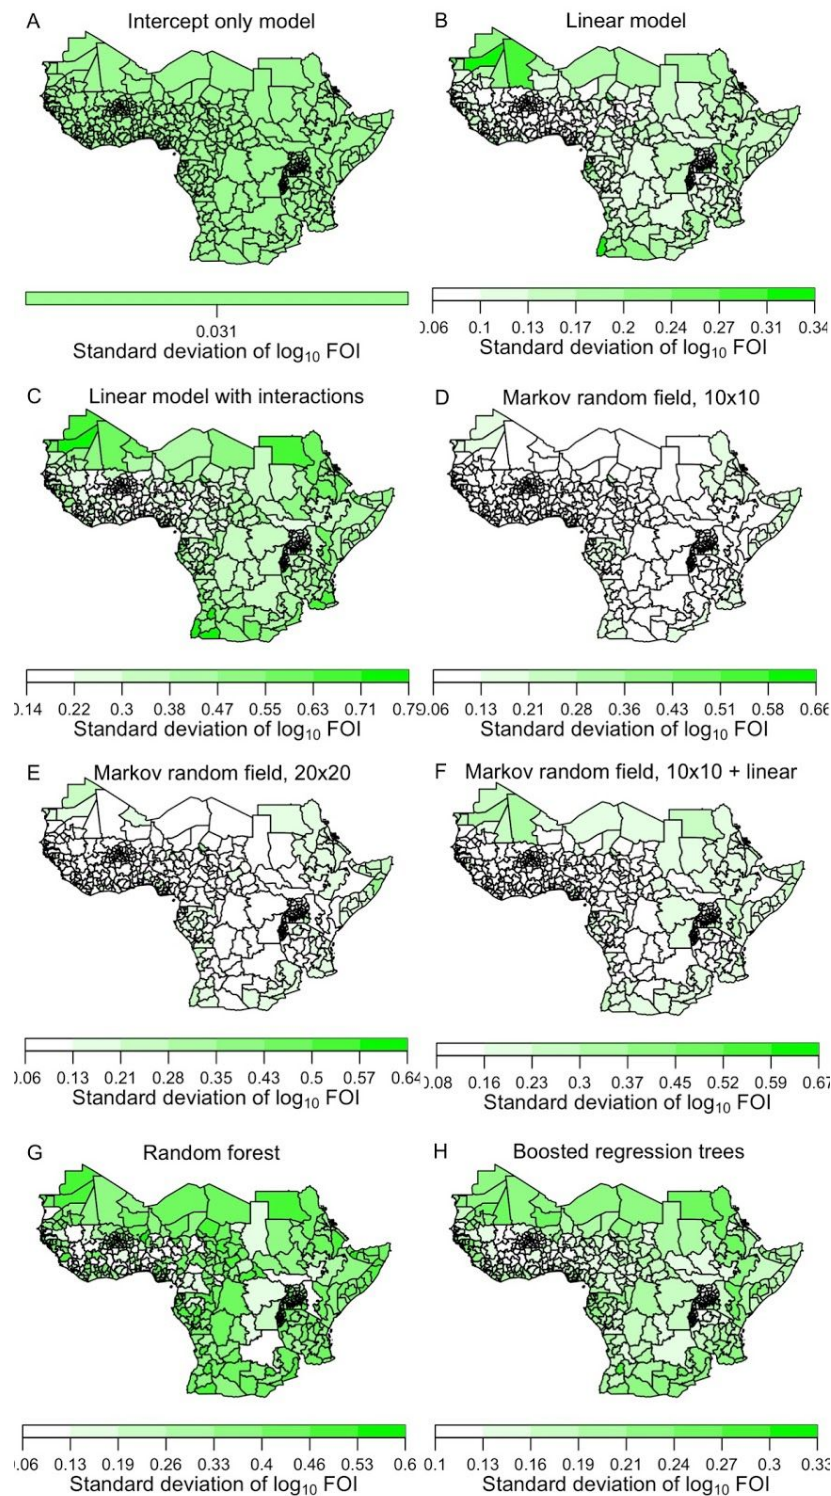 A Intercept only model
0.031
Standard deviation of log₁₀ FOI
B Linear model
0.06 0.1 0.13 0.17 0.2 0.24 0.27 0.31 0.34
Standard deviation of log₁₀ FOI
C Linear model with interactions
0.14 0.22 0.3 0.38 0.47 0.55 0.63 0.71 0.79
Standard deviation of log₁₀ FOI
D Markov random field, 10x10
0.06 0.13 0.21 0.28 0.36 0.43 0.51 0.58 0.66
Standard deviation of log₁₀ FOI
E Markov random field, 20x20
0.06 0.13 0.21 0.28 0.35 0.43 0.5 0.57 0.64
Standard deviation of log₁₀ FOI
F Markov random field, 10x10 + linear
0.08 0.16 0.23 0.3 0.37 0.45 0.52 0.59 0.67
Standard deviation of log₁₀ FOI
G Random forest
0.06 0.13 0.19 0.26 0.33 0.4 0.46 0.53 0.6
Standard deviation of log₁₀ FOI
H Boosted regression trees
0.1 0.13 0.16 0.19 0.21 0.24 0.27 0.3 0.33
Standard deviation of log₁₀ FOI